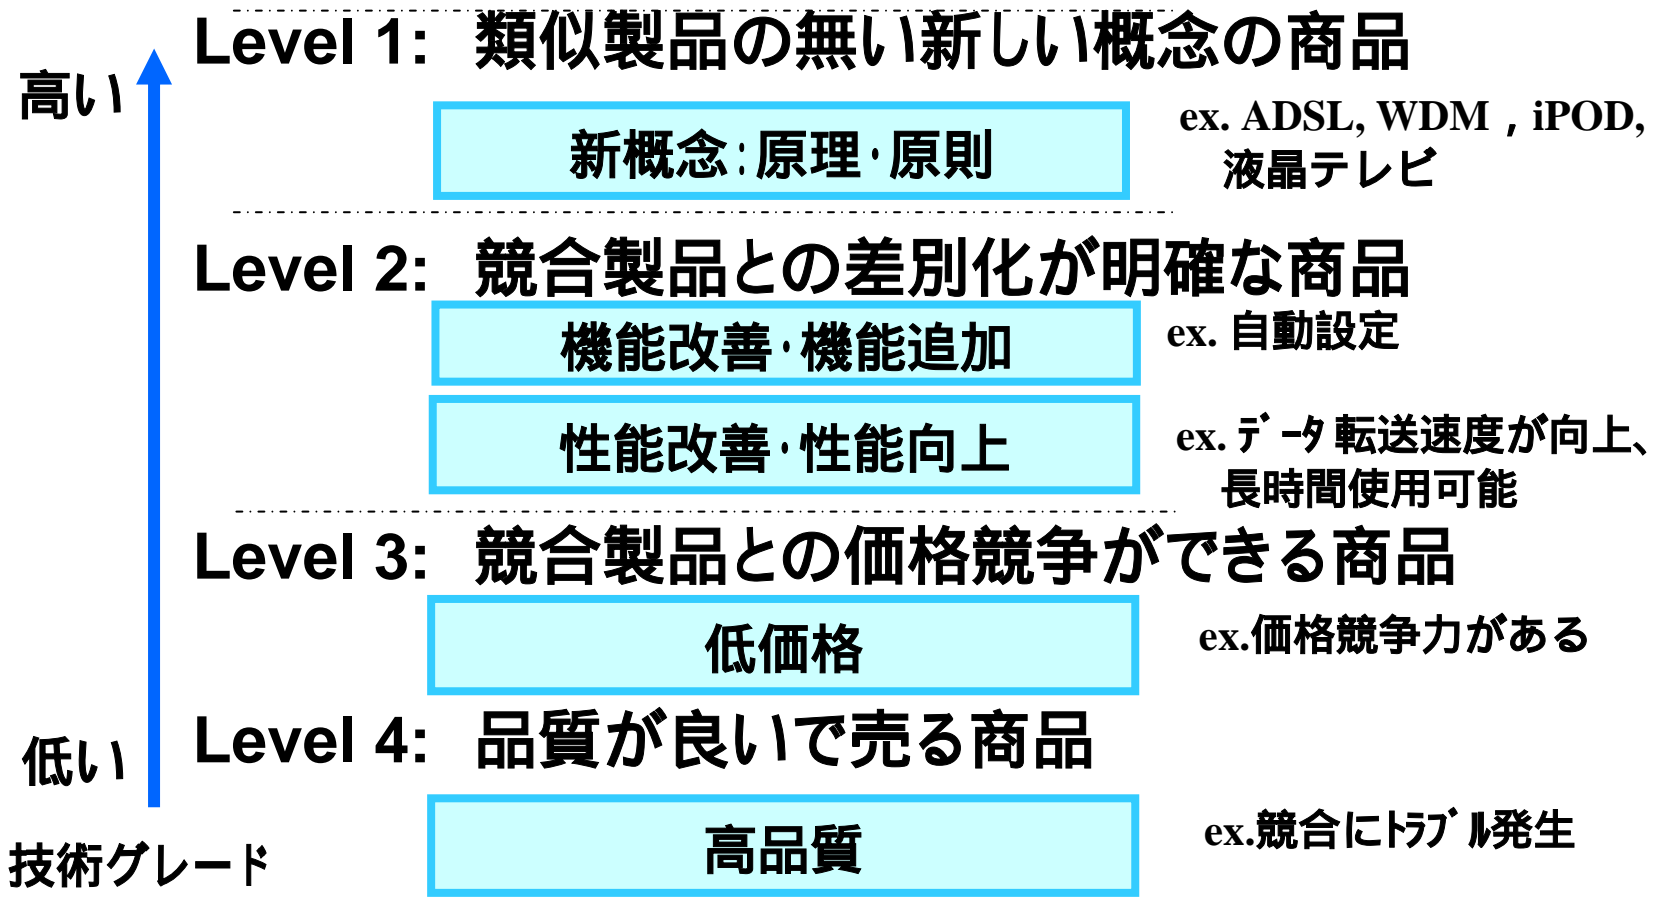 Level 1: 類似製品の無い新しい概念の商品
高い
新概念:原理・原則
ex. ADSL, WDM , iPOD,
液晶テレビ
Level 2: 競合製品との差別化が明確な商品
機能改善・機能追加
ex. 自動設定
性能改善・性能向上
ex. ﾃﾞｰﾀ転送速度が向上、
長時間使用可能
Level 3: 競合製品との価格競争ができる商品
低価格
ex.価格競争力がある
Level 4: 品質が良いで売る商品
低い
高品質
ex.競合にﾄﾗﾌﾞﾙ発生
技術グレード